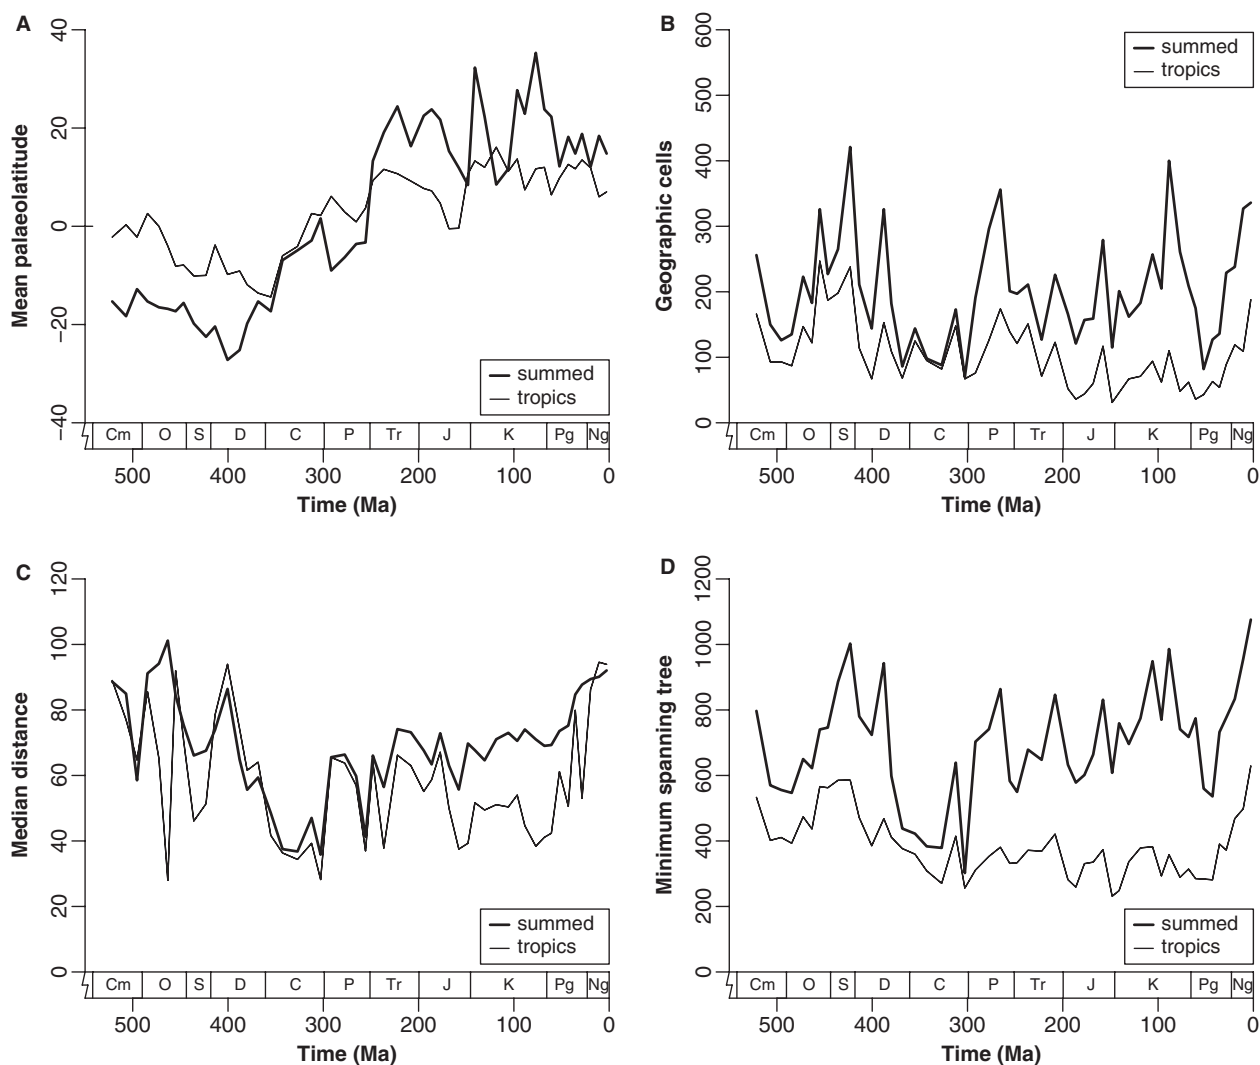 A
Mean palaeolatitude
40
20
0
−20
−40
summed
tropics
Cm O S D C P Tr J K Pg Ng
500 400 300 200 100 0
Time (Ma)
B
Geographic cells
600
500
400
300
200
100
0
summed
tropics
Cm O S D C P Tr J K Pg Ng
500 400 300 200 100 0
Time (Ma)
C
Median distance
120
100
80
60
40
20
0
summed
tropics
Cm O S D C P Tr J K Pg Ng
500 400 300 200 100 0
Time (Ma)
D
Minimum spanning tree
1200
1000
800
600
400
200
0
summed
tropics
Cm O S D C P Tr J K Pg Ng
500 400 300 200 100 0
Time (Ma)